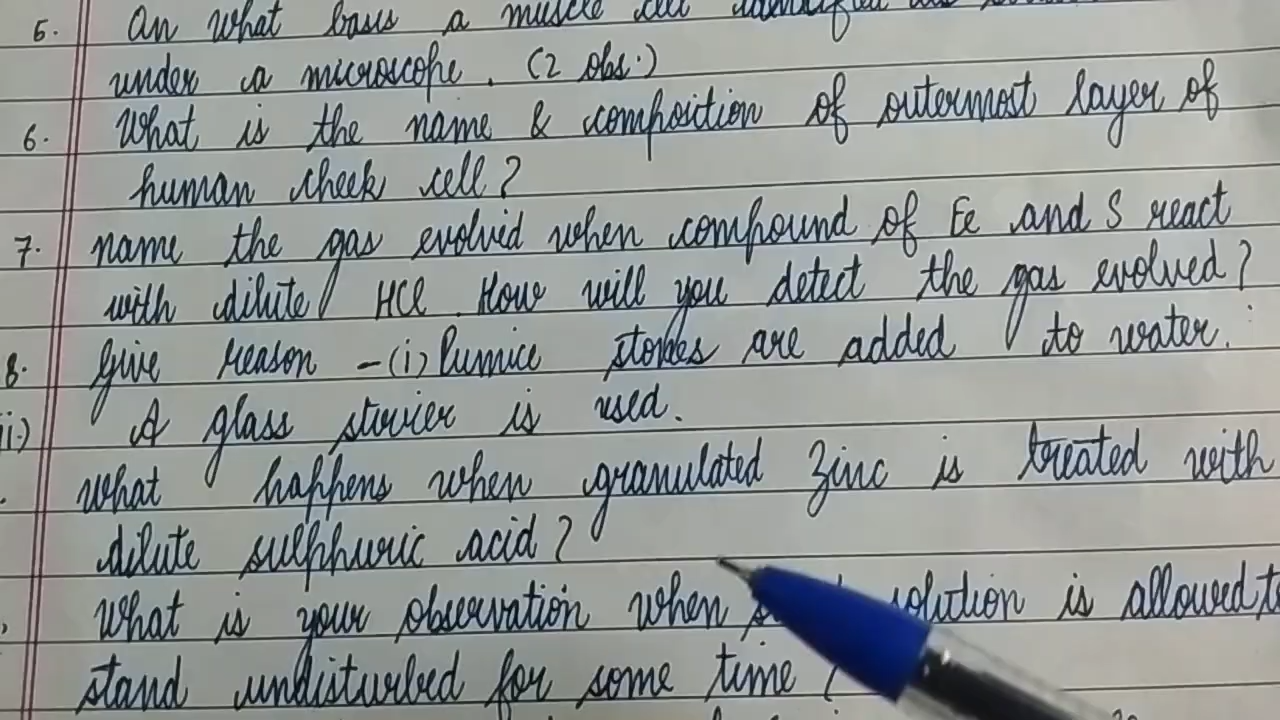 5. On what basis a muscle cell identified
under a microscope. (2 obs.)
6. What is the name & composition of outermost layer of
human cheek cell?
7. name the gas evolved when compound of Fe and S react
with dilute HCl. How will you detect the gas evolved?
8. Give reason - (i) Pumice stones are added to water.
ii.) A glass stirrer is used.
What happens when granulated Zinc is treated with
dilute sulphuric acid?
What is your observation when solution is allowed to
stand undisturbed for some time?